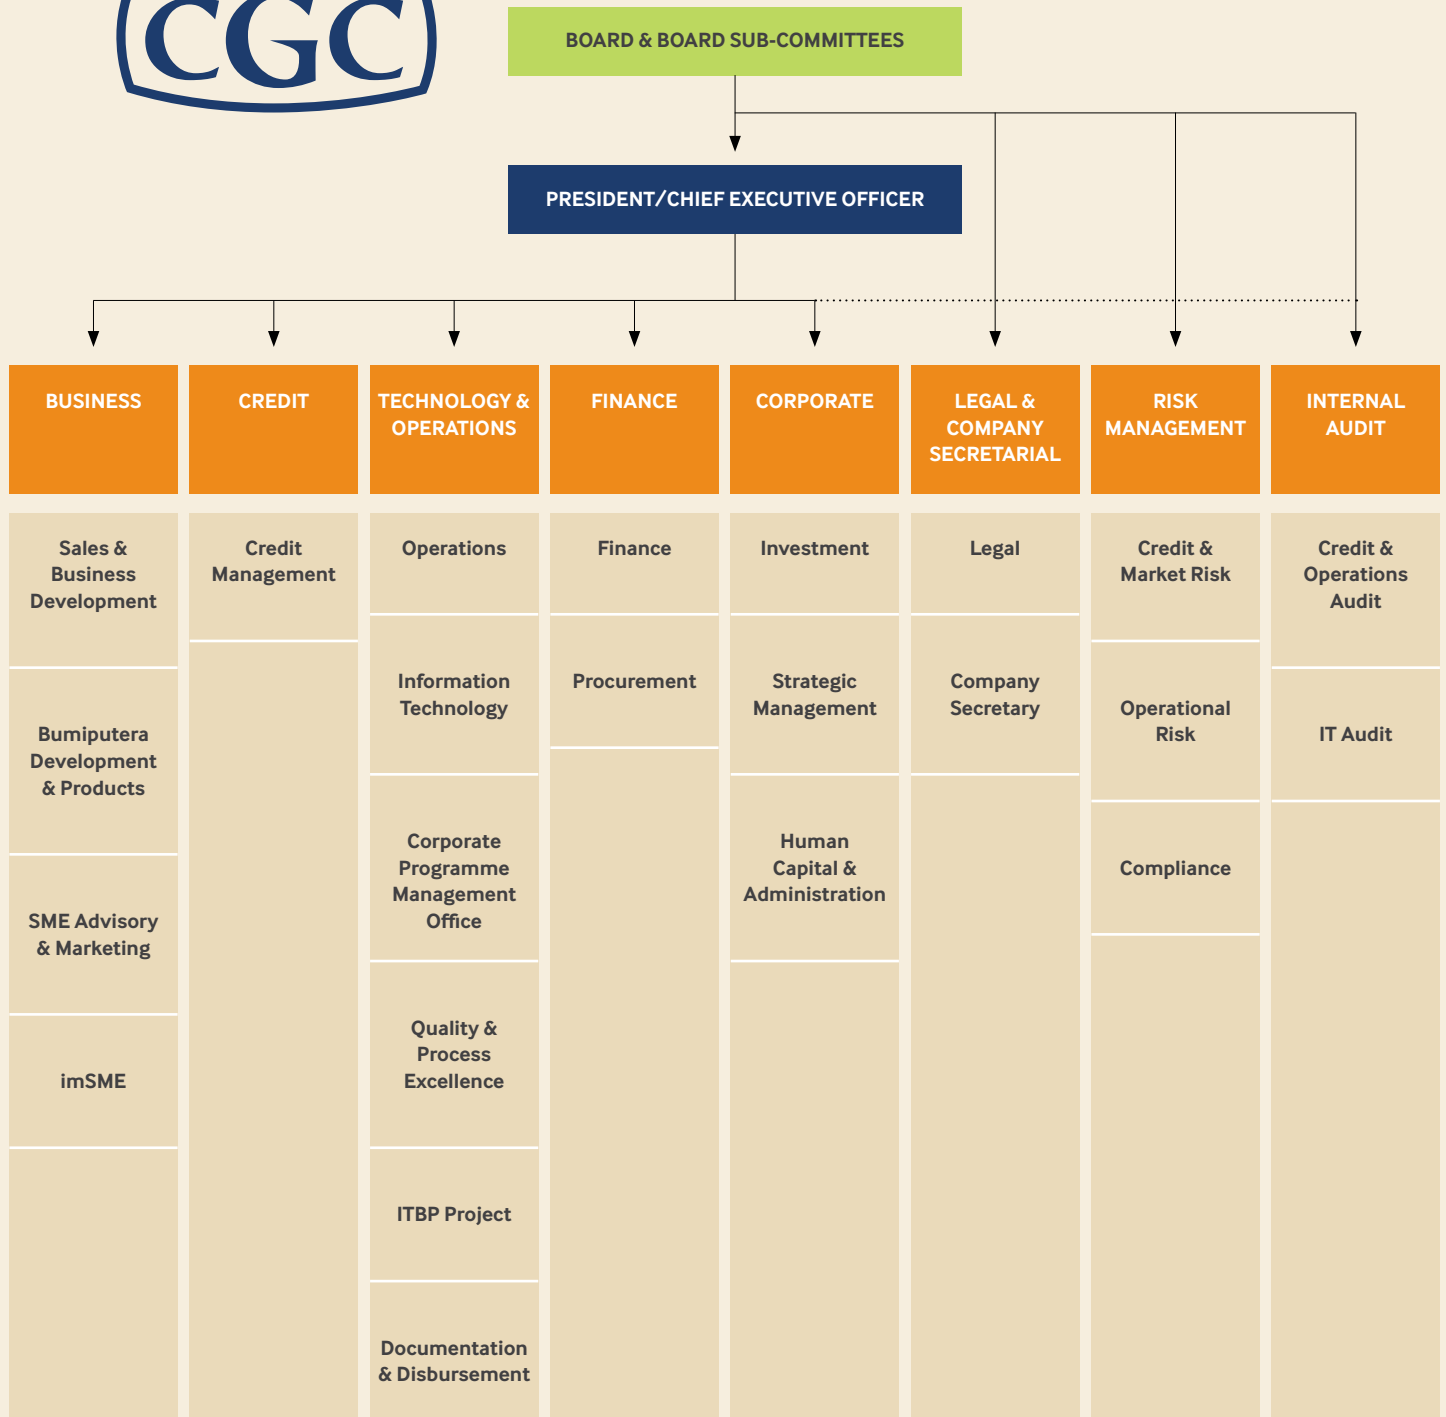 CGC
BOARD & BOARD SUB-COMMITTEES
PRESIDENT/CHIEF EXECUTIVE OFFICER
BUSINESS
Sales &
Business
Development
Bumiputera
Development
& Products
SME Advisory
& Marketing
imSME
CREDIT
Credit
Management
TECHNOLOGY &
OPERATIONS
Operations
Information
Technology
Corporate
Programme
Management
Office
Quality &
Process
Excellence
ITBP Project
Documentation
& Disbursement
FINANCE
Finance
Procurement
CORPORATE
Investment
Strategic
Management
Human
Capital &
Administration
LEGAL &
COMPANY
SECRETARIAL
Legal
Company
Secretary
RISK
MANAGEMENT
Credit &
Market Risk
Operational
Risk
Compliance
INTERNAL
AUDIT
Credit &
Operations
Audit
IT Audit